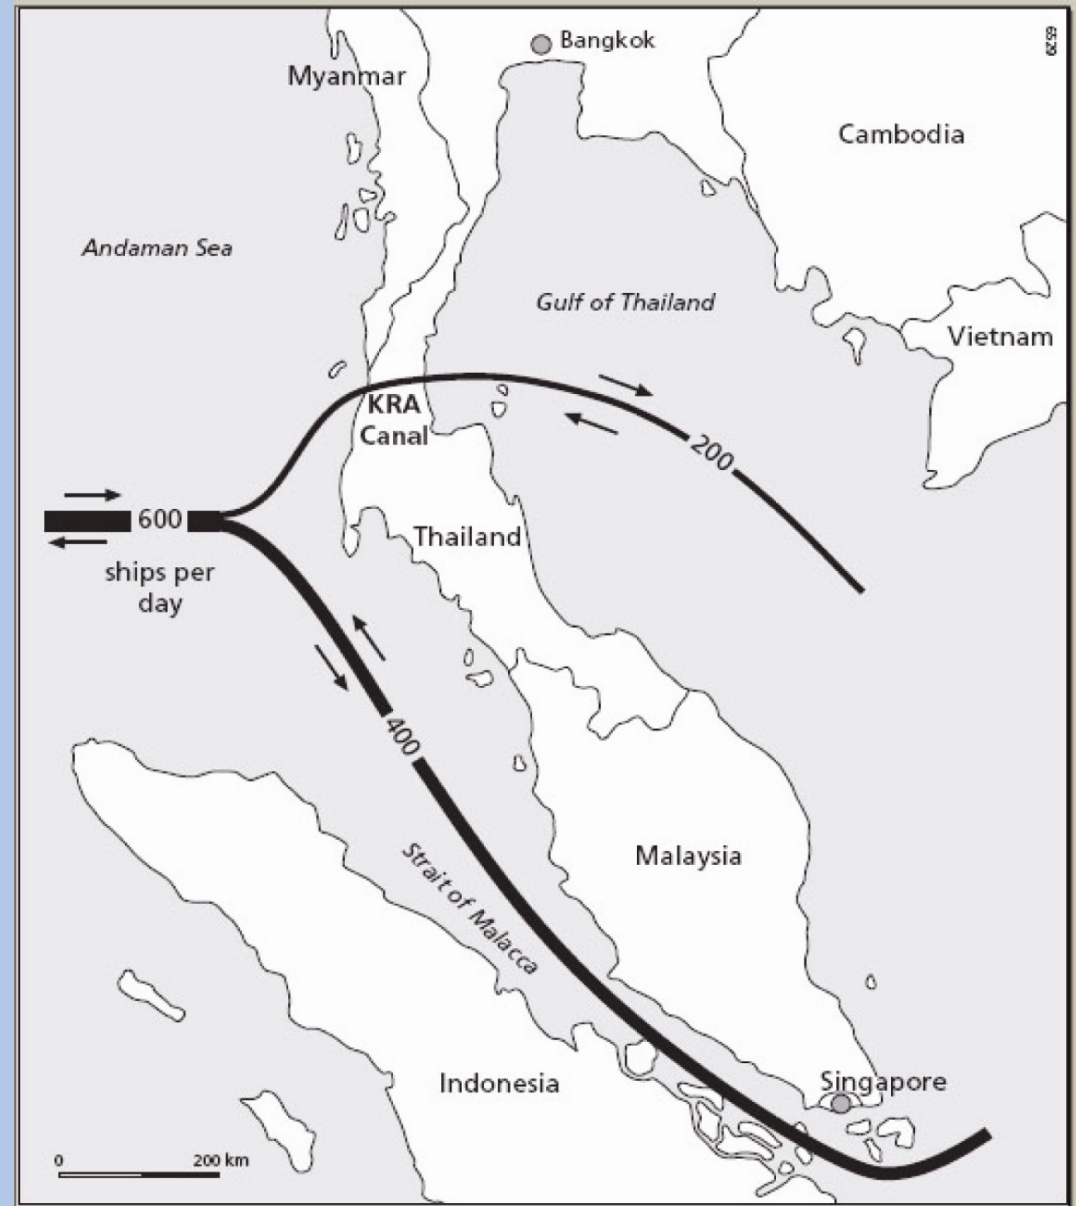 6529
Bangkok
Myanmar
Cambodia
Andaman Sea
Gulf of Thailand
Vietnam
KRA
Canal
200
600
ships per
day
Thailand
400
Strait of Malacca
Malaysia
Indonesia
Singapore
0 200 km